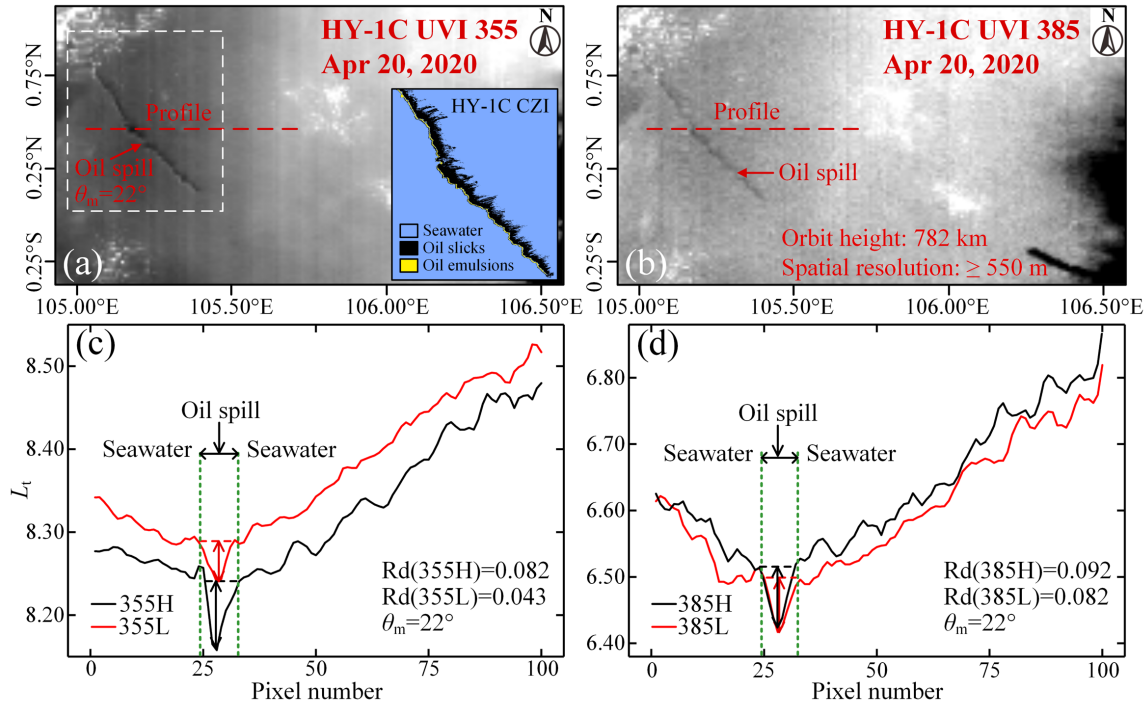 HY-1C UVI 355
Apr 20, 2020
N
0.75°N
0.25°N
0.25°S
Profile
Oil spill
θm=22°
HY-1C CZI
Seawater
Oil slicks
Oil emulsions
(a)
105.00°E
105.50°E
106.00°E
106.50°E
HY-1C UVI 385
Apr 20, 2020
N
0.75°N
0.25°N
0.25°S
Profile
Oil spill
Orbit height: 782 km
Spatial resolution: ≥ 550 m
(b)
105.00°E
105.50°E
106.00°E
106.50°E
(c)
Lt
8.50
8.40
8.30
8.20
Oil spill
Seawater
Seawater
Rd(355H)=0.082
Rd(355L)=0.043
θm=22°
355H
355L
0
25
50
75
100
Pixel number
(d)
6.80
6.70
6.60
6.50
6.40
Oil spill
Seawater
Seawater
Rd(385H)=0.092
Rd(385L)=0.082
θm=22°
385H
385L
0
25
50
75
100
Pixel number